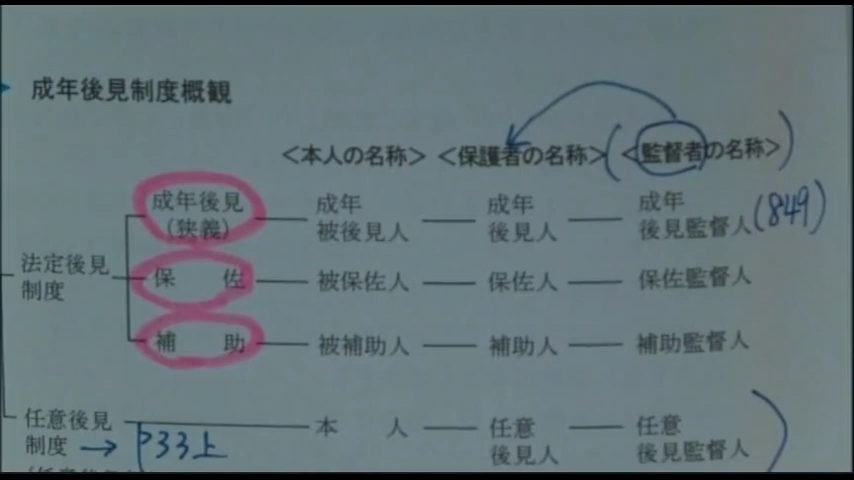 成年後見制度概観
<本人の名称> <保護者の名称> (<監督者の名称>)
成年後見 成年 成年 成年
(狭義) 被後見人 後見人 後見監督人 (849)
法定後見
制度
保 佐 被保佐人 保佐人 保佐監督人
補 助 被補助人 補助人 補助監督人
任意後見 本 人 任意 任意
制度 → P33上 後見人 後見監督人